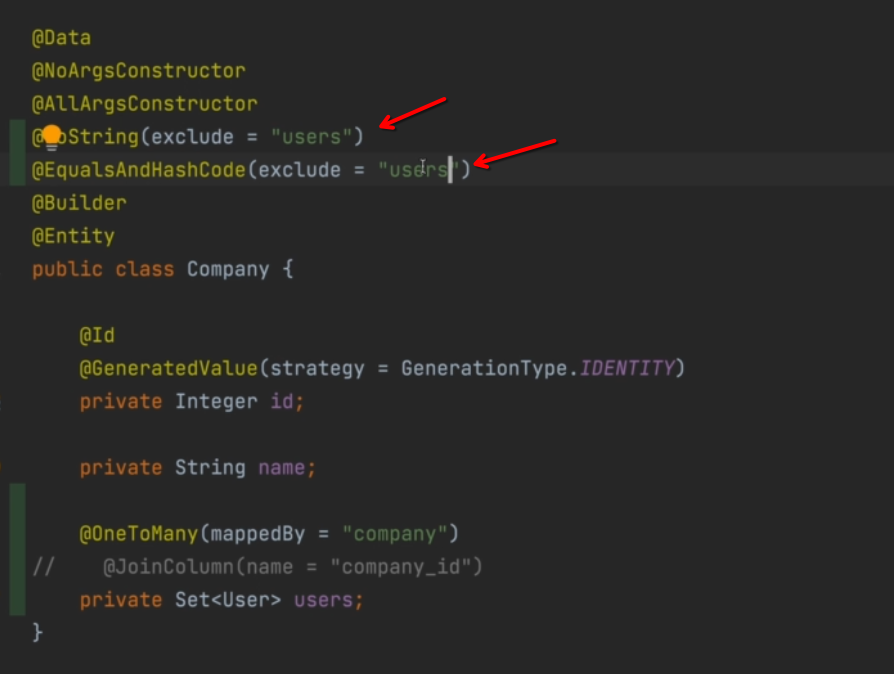 @Data
@NoArgsConstructor
@AllArgsConstructor
@ToString(exclude = "users")
@EqualsAndHashCode(exclude = "users")
@Builder
@Entity
public class Company {
@Id
@GeneratedValue(strategy = GenerationType.IDENTITY)
private Integer id;
private String name;
@OneToMany(mappedBy = "company")
// @JoinColumn(name = "company_id")
private Set<User> users;
}